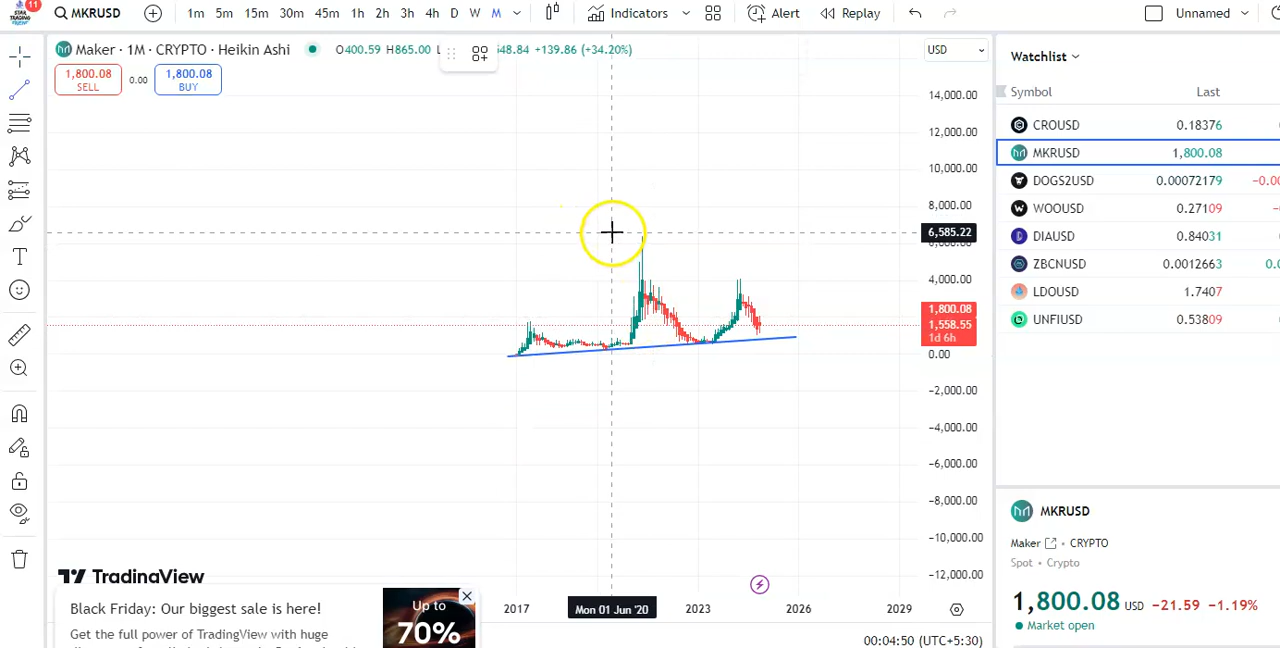 11
STAR
TRADING
MKRUSD
1m 5m 15m 30m 45m 1h 2h 3h 4h D W M
Indicators
Alert
Replay
Unnamed
Maker · 1M · CRYPTO · Heikin Ashi
O400.59 H865.00 L
548.84 +139.86 (+34.20%)
USD
1,800.08
SELL
0.00
1,800.08
BUY
14,000.00
12,000.00
10,000.00
8,000.00
6,585.22
6,000.00
4,000.00
1,800.08
1,558.55
1d 6h
0.00
−2,000.00
−4,000.00
−6,000.00
−8,000.00
−10,000.00
−12,000.00
2017
Mon 01 Jun '20
2023
2026
2029
00:04:50 (UTC+5:30)
TradingView
Black Friday: Our biggest sale is here!
Get the full power of TradingView with huge
Up to
70%
Watchlist
Symbol Last
CROUSD 0.18376
MKRUSD 1,800.08
DOGS2USD 0.00072179 −0.00
WOOUSD 0.27109
DIAUSD 0.84031
ZBCNUSD 0.0012663 0.0
LDOUSD 1.7407
UNFIUSD 0.53809
MKRUSD
Maker · CRYPTO
Spot · Crypto
1,800.08 USD −21.59 −1.19%
Market open